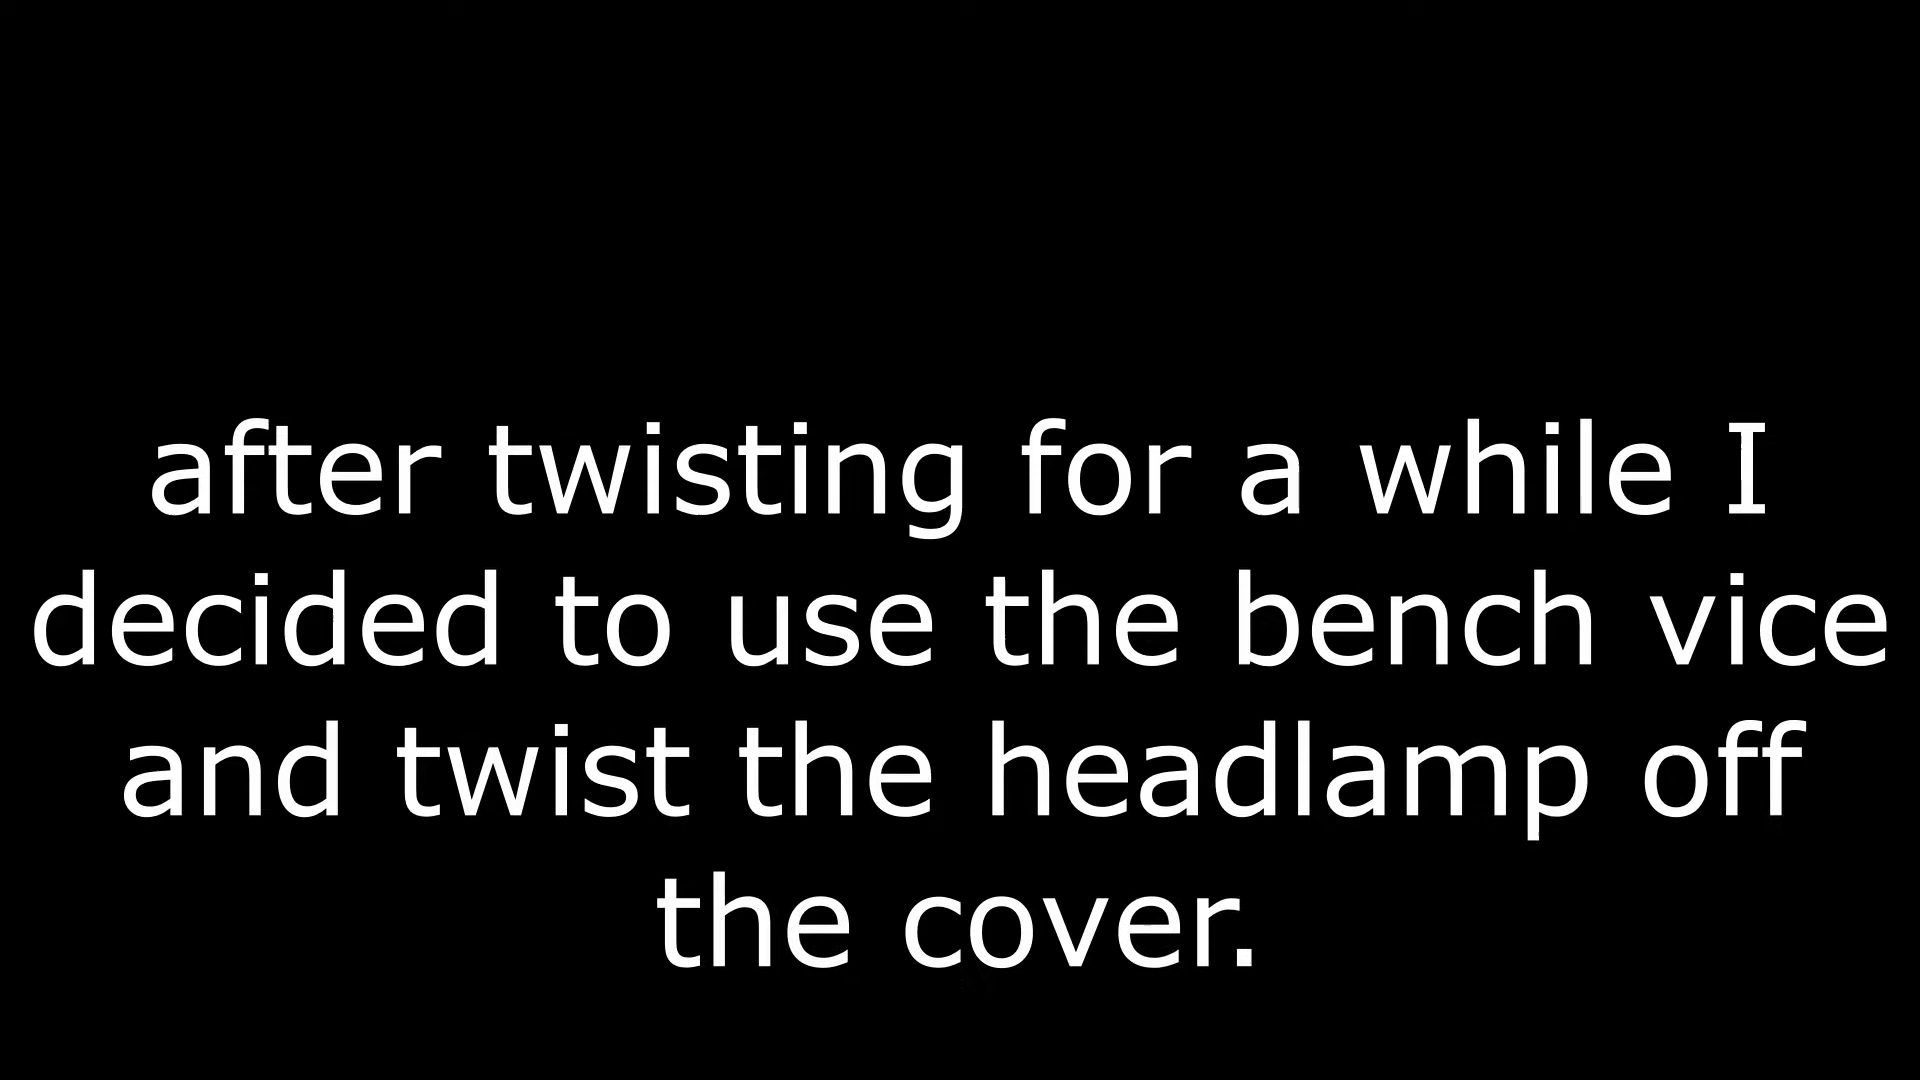 after twisting for a while I
decided to use the bench vice
and twist the headlamp off
the cover.